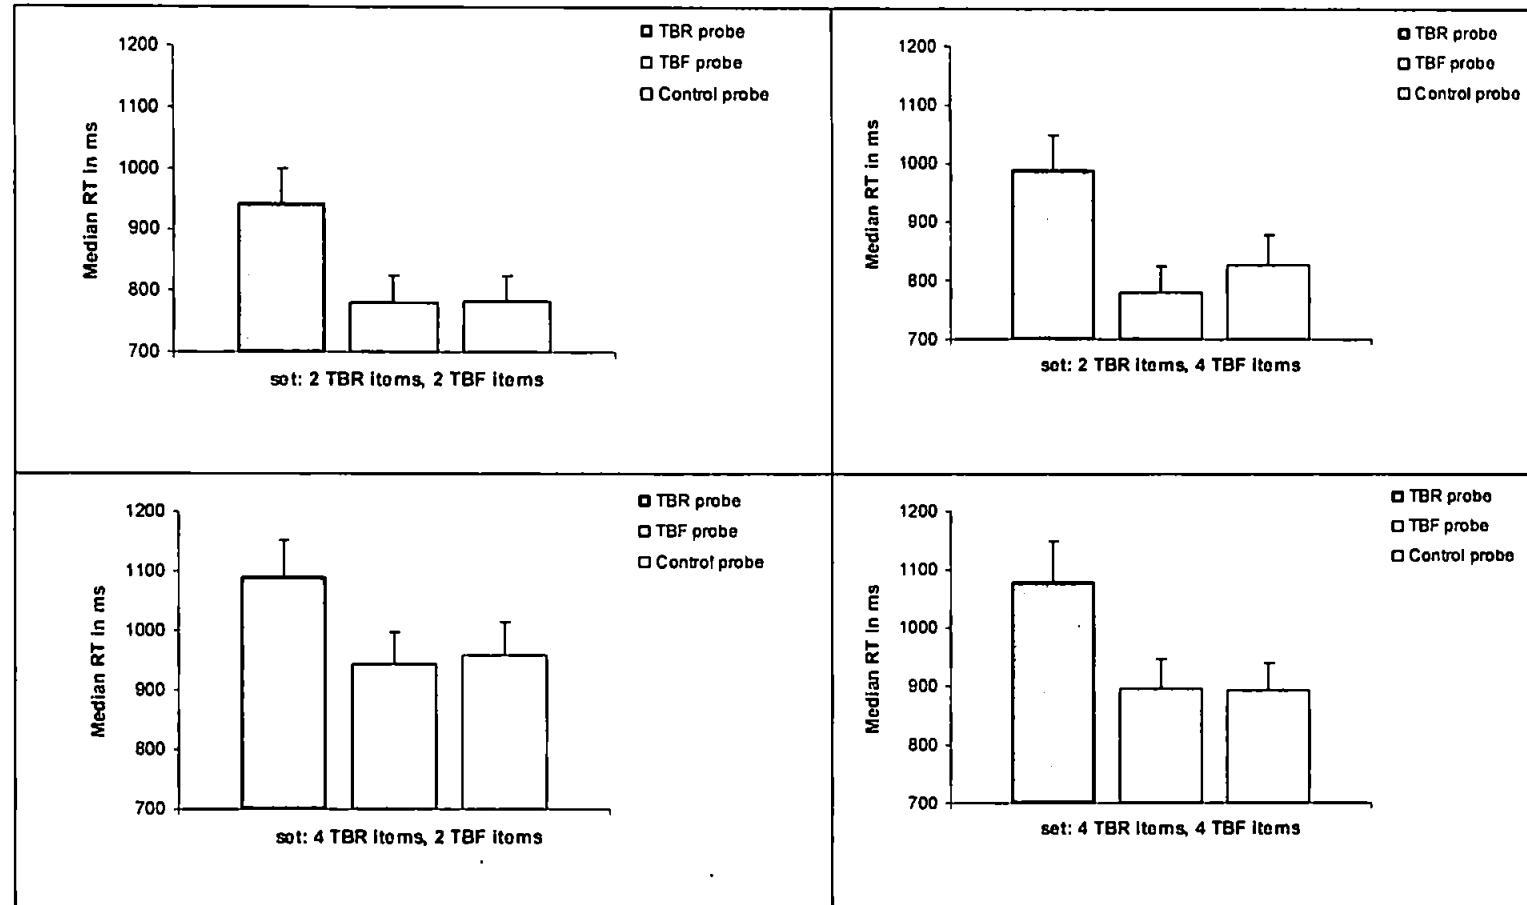 TBR probe
TBF probe
Control probe
1200
1100
1000
900
800
700
Median RT in ms
set: 2 TBR items, 2 TBF items
TBR probe
TBF probe
Control probe
1200
1100
1000
900
800
700
Median RT in ms
set: 2 TBR items, 4 TBF items
TBR probe
TBF probe
Control probe
1200
1100
1000
900
800
700
Median RT in ms
set: 4 TBR items, 2 TBF items
TBR probe
TBF probe
Control probe
1200
1100
1000
900
800
700
Median RT in ms
set: 4 TBR items, 4 TBF items